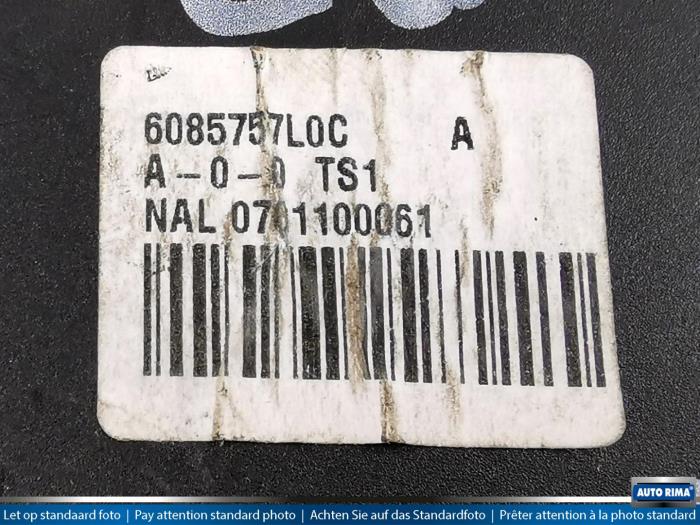 6085757L0C A
A-0-0 TS1
NAL 0701100061
AUTO RIMA
Let op standaard foto | Pay attention standard photo | Achten Sie auf das Standardfoto | Prêter attention à la photo standard